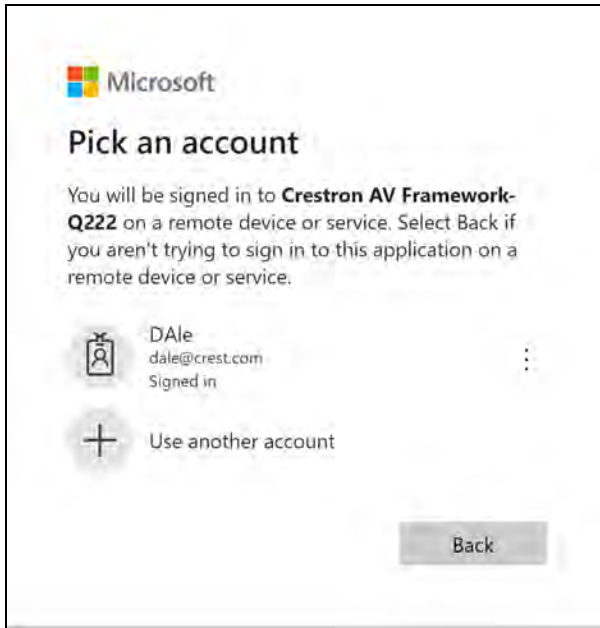 Microsoft
Pick an account
You will be signed in to Crestron AV Framework-
Q222 on a remote device or service. Select Back if
you aren't trying to sign in to this application on a
remote device or service.
DAle
dale@crest.com
Signed in
Use another account
Back